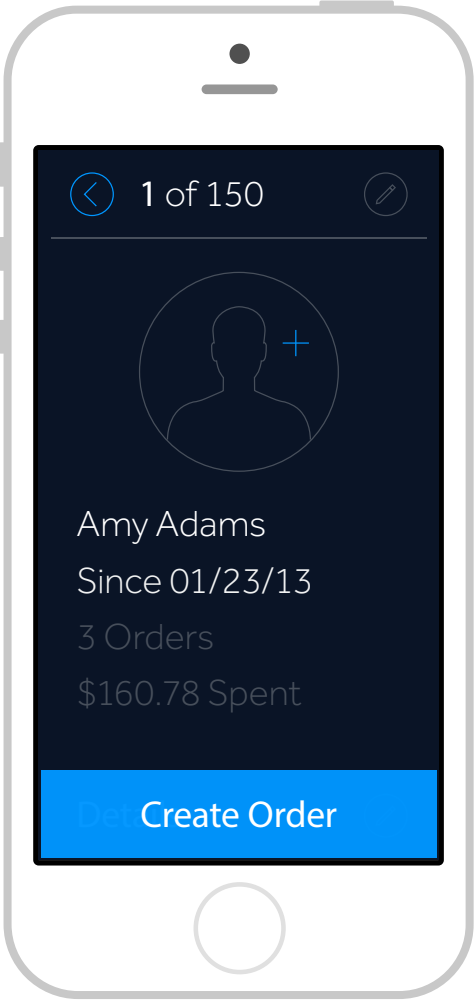 1 of 150
Amy Adams
Since 01/23/13
3 Orders
$160.78 Spent
Create Order